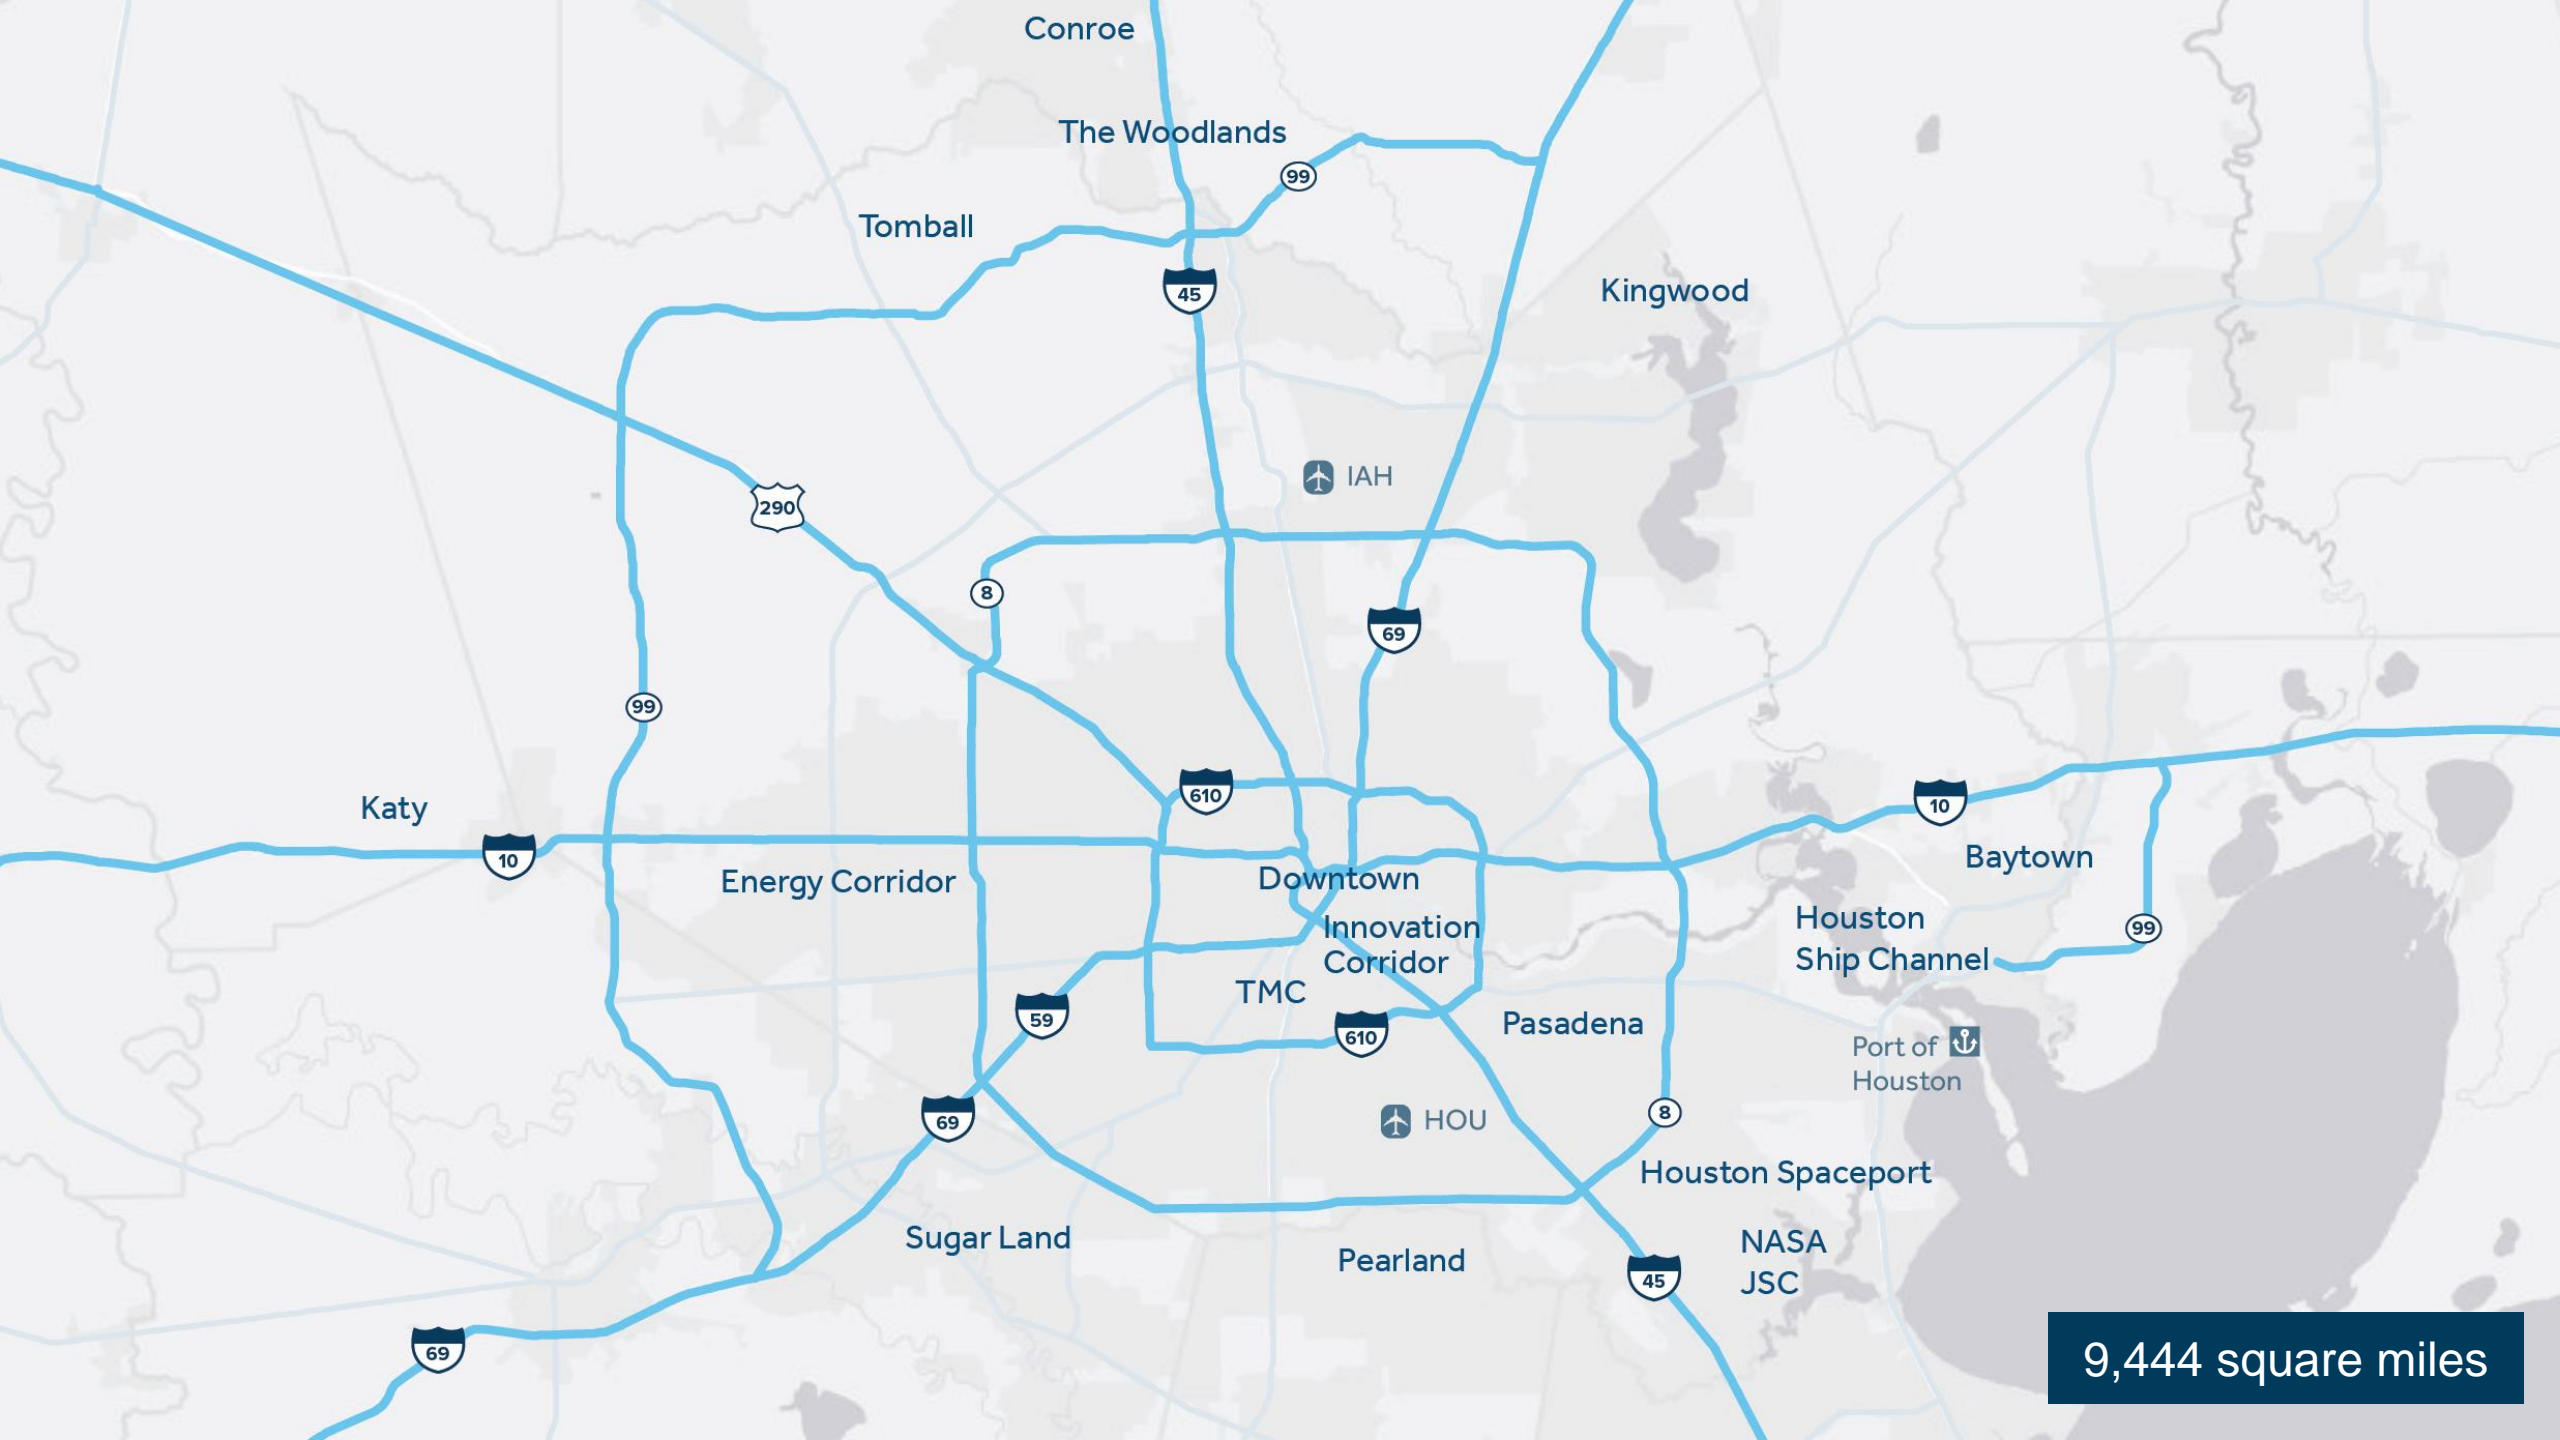 Conroe
The Woodlands
99
Tomball
45
Kingwood
IAH
290
8
69
99
610
10
Katy
10
Energy Corridor
Downtown
Baytown
Houston
Ship Channel
99
Innovation
Corridor
TMC
59
610
Pasadena
Port of
Houston
69
HOU
8
Houston Spaceport
Sugar Land
Pearland
NASA
JSC
45
69
9,444 square miles